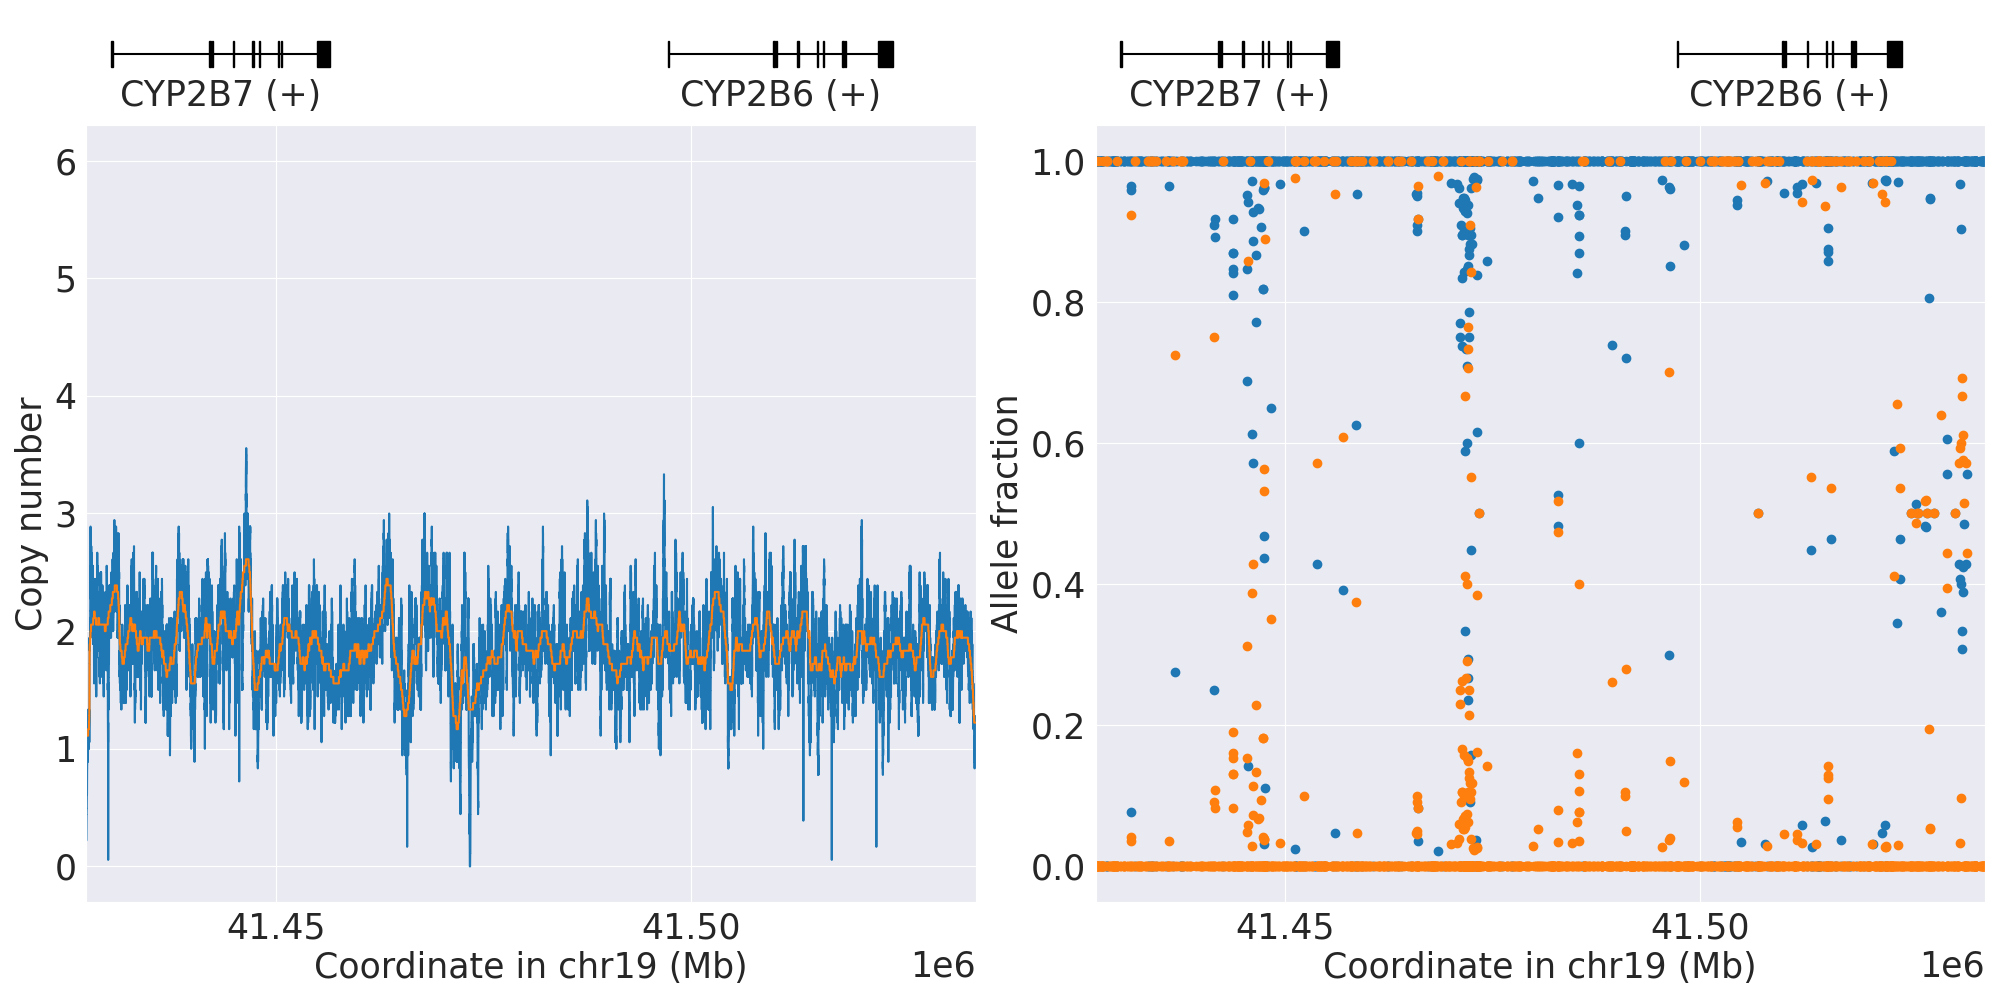 CYP2B7 (+)
CYP2B6 (+)
6
5
4
3
2
1
0
Copy number
41.45
41.50
Coordinate in chr19 (Mb)
1e6
CYP2B7 (+)
CYP2B6 (+)
1.0
0.8
0.6
0.4
0.2
0.0
Allele fraction
41.45
41.50
Coordinate in chr19 (Mb)
1e6